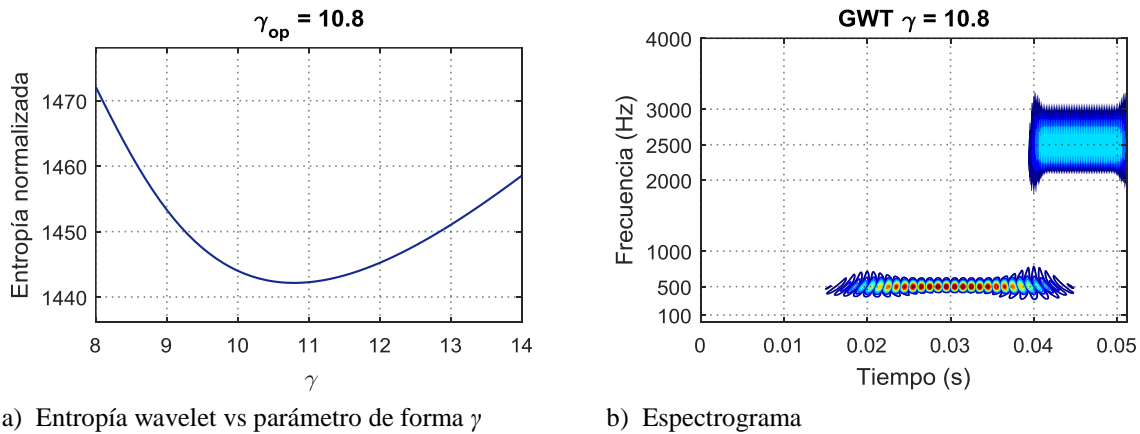 γop = 10.8
Entropía normalizada
1470
1460
1450
1440
8 9 10 11 12 13 14
γ
a) Entropía wavelet vs parámetro de forma γ
GWT γ = 10.8
Frecuencia (Hz)
4000
3000
2500
2000
1000
500
100
0 0.01 0.02 0.03 0.04 0.05
Tiempo (s)
b) Espectrograma